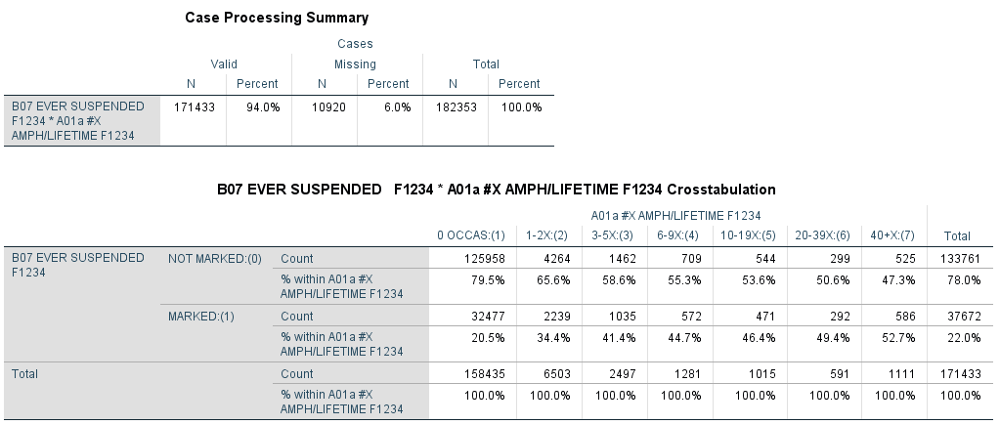 Case Processing Summary
Cases
Valid Missing Total
N Percent N Percent N Percent
B07 EVER SUSPENDED
F1234 * A01a #X
AMPH/LIFETIME F1234
171433 94.0% 10920 6.0% 182353 100.0%
B07 EVER SUSPENDED F1234 * A01a #X AMPH/LIFETIME F1234 Crosstabulation
A01a #X AMPH/LIFETIME F1234
0 OCCAS:(1) 1-2X:(2) 3-5X:(3) 6-9X:(4) 10-19X:(5) 20-39X:(6) 40+X:(7) Total
B07 EVER SUSPENDED
F1234
NOT MARKED:(0) Count 125958 4264 1462 709 544 299 525 133761
% within A01a #X
AMPH/LIFETIME F1234
79.5% 65.6% 58.6% 55.3% 53.6% 50.6% 47.3% 78.0%
MARKED:(1) Count 32477 2239 1035 572 471 292 586 37672
% within A01a #X
AMPH/LIFETIME F1234
20.5% 34.4% 41.4% 44.7% 46.4% 49.4% 52.7% 22.0%
Total Count 158435 6503 2497 1281 1015 591 1111 171433
% within A01a #X
AMPH/LIFETIME F1234
100.0% 100.0% 100.0% 100.0% 100.0% 100.0% 100.0% 100.0%